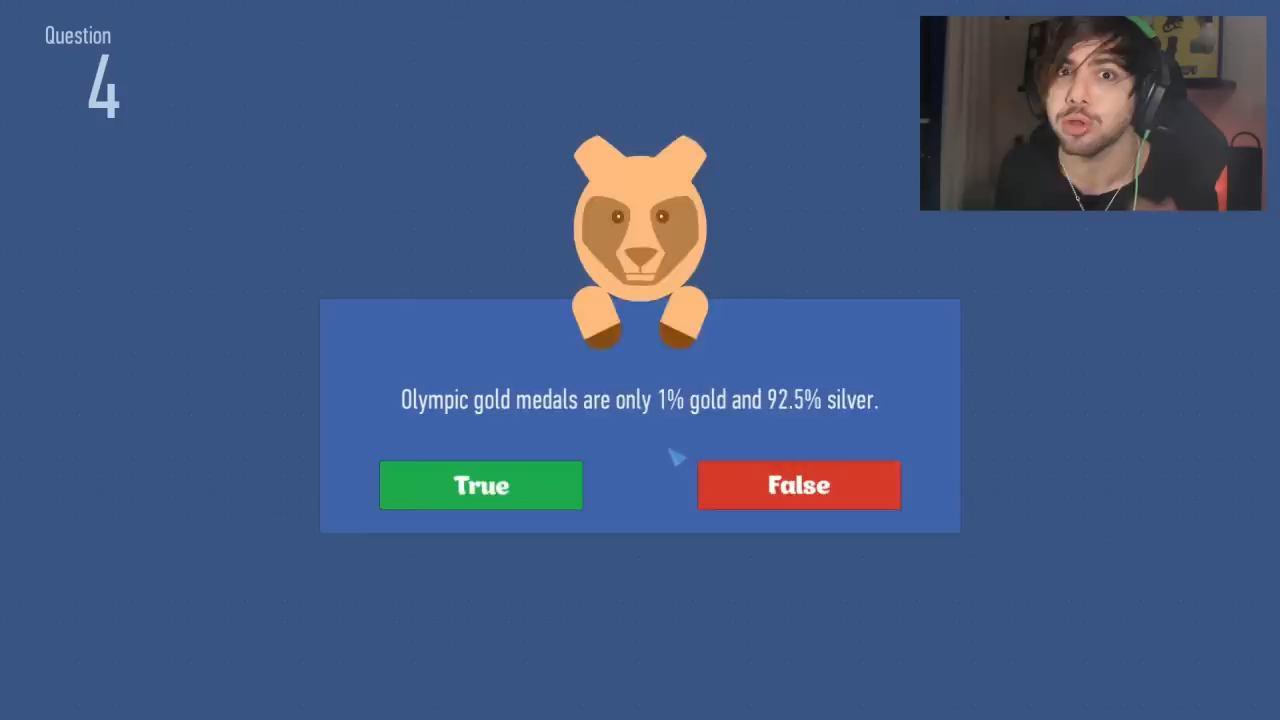 Question
4
Olympic gold medals are only 1% gold and 92.5% silver.
True
False